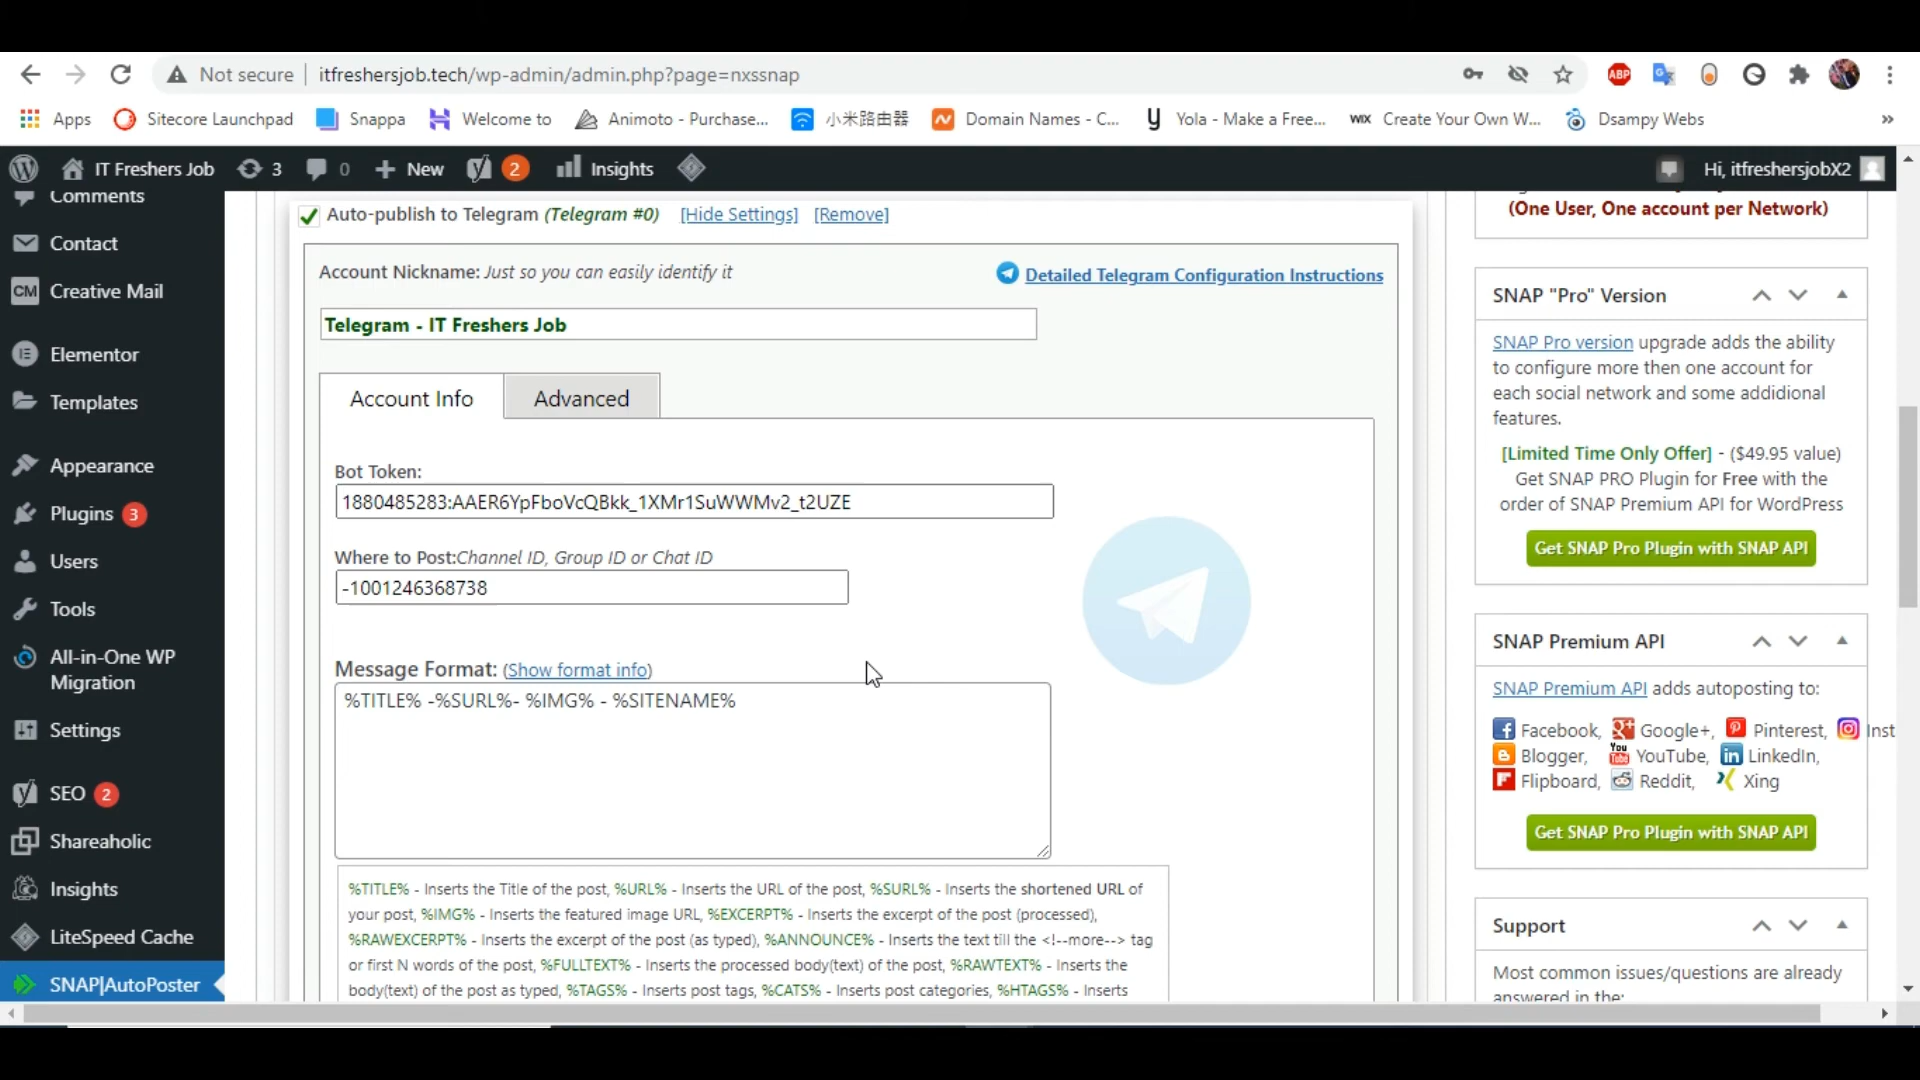 Not secure itfreshersjob.tech/wp-admin/admin.php?page=nxssnap
ABP
Apps Sitecore Launchpad Snappa Welcome to Animoto - Purchase... 小米路由器 Domain Names - C... Yola - Make a Free... WIX Create Your Own W... Dsampy Webs »
IT Freshers Job 3 0 New 2 Insights Hi, itfreshersjobX2
Comments
Contact
CM Creative Mail
Elementor
Templates
Appearance
Plugins 3
Users
Tools
All-in-One WP
Migration
Settings
SEO 2
Shareaholic
Insights
LiteSpeed Cache
SNAP|AutoPoster
Auto-publish to Telegram (Telegram #0) [Hide Settings] [Remove]
Account Nickname: Just so you can easily identify it
Detailed Telegram Configuration Instructions
Telegram - IT Freshers Job
Account Info Advanced
Bot Token:
1880485283:AAER6YpFboVcQBkk_1XMr1SuWWMv2_t2UZE
Where to Post:Channel ID, Group ID or Chat ID
-1001246368738
Message Format: (Show format info)
%TITLE% -%SURL%- %IMG% - %SITENAME%
%TITLE% - Inserts the Title of the post, %URL% - Inserts the URL of the post, %SURL% - Inserts the shortened URL of
your post, %IMG% - Inserts the featured image URL, %EXCERPT% - Inserts the excerpt of the post (processed),
%RAWEXCERPT% - Inserts the excerpt of the post (as typed), %ANNOUNCE% - Inserts the text till the <!--more--> tag
or first N words of the post, %FULLTEXT% - Inserts the processed body(text) of the post, %RAWTEXT% - Inserts the
body(text) of the post as typed, %TAGS% - Inserts post tags, %CATS% - Inserts post categories, %HTAGS% - Inserts
(One User, One account per Network)
SNAP "Pro" Version
SNAP Pro version upgrade adds the ability
to configure more then one account for
each social network and some addidional
features.
[Limited Time Only Offer] - ($49.95 value)
Get SNAP PRO Plugin for Free with the
order of SNAP Premium API for WordPress
Get SNAP Pro Plugin with SNAP API
SNAP Premium API
SNAP Premium API adds autoposting to:
Facebook, Google+, Pinterest, Inst
Blogger, YouTube, LinkedIn,
Flipboard, Reddit, Xing
Get SNAP Pro Plugin with SNAP API
Support
Most common issues/questions are already
answered in the: